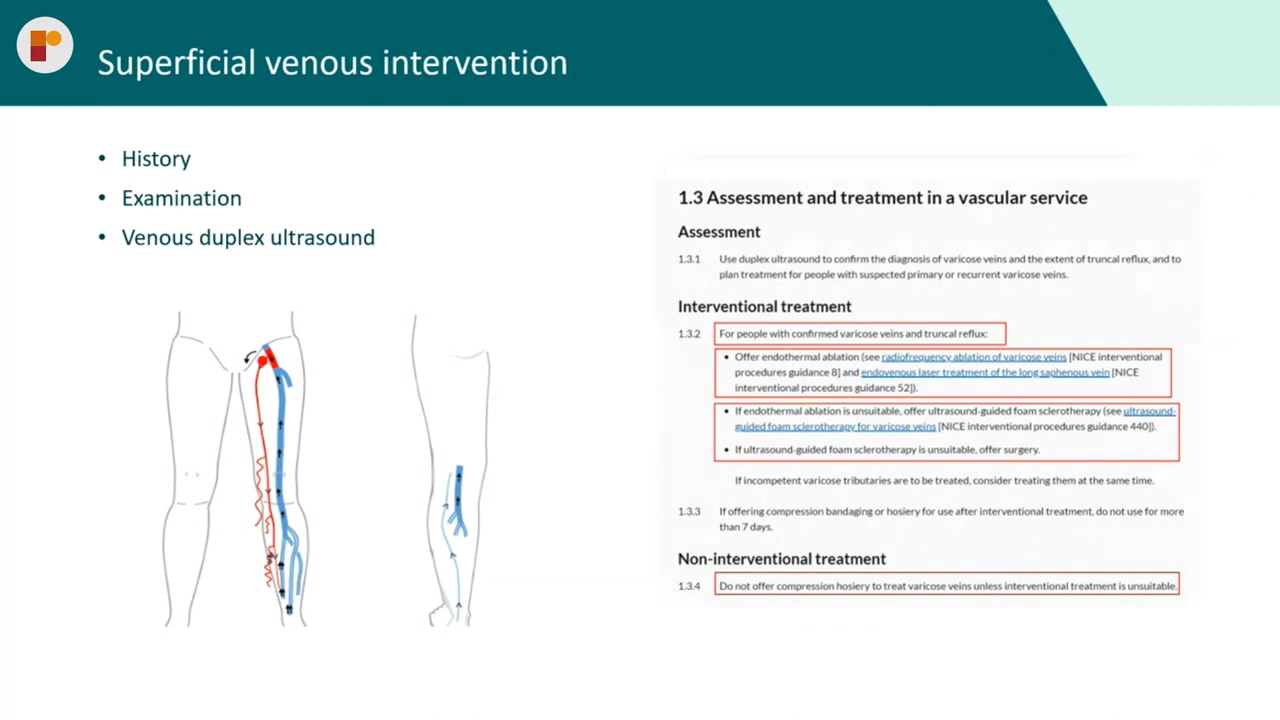 Superficial venous intervention
• History
• Examination
• Venous duplex ultrasound
1.3 Assessment and treatment in a vascular service
Assessment
1.3.1 Use duplex ultrasound to confirm the diagnosis of varicose veins and the extent of truncal reflux, and to
plan treatment for people with suspected primary or recurrent varicose veins.
Interventional treatment
1.3.2 For people with confirmed varicose veins and truncal reflux:
• Offer endothermal ablation (see radiofrequency ablation of varicose veins [NICE interventional
procedures guidance 8] and endovenous laser treatment of the long saphenous vein [NICE
interventional procedures guidance 52]).
• If endothermal ablation is unsuitable, offer ultrasound-guided foam sclerotherapy (see ultrasound-
guided foam sclerotherapy for varicose veins [NICE interventional procedures guidance 440]).
• If ultrasound-guided foam sclerotherapy is unsuitable, offer surgery.
If incompetent varicose tributaries are to be treated, consider treating them at the same time.
1.3.3 If offering compression bandaging or hosiery for use after interventional treatment, do not use for more
than 7 days.
Non-interventional treatment
1.3.4 Do not offer compression hosiery to treat varicose veins unless interventional treatment is unsuitable.